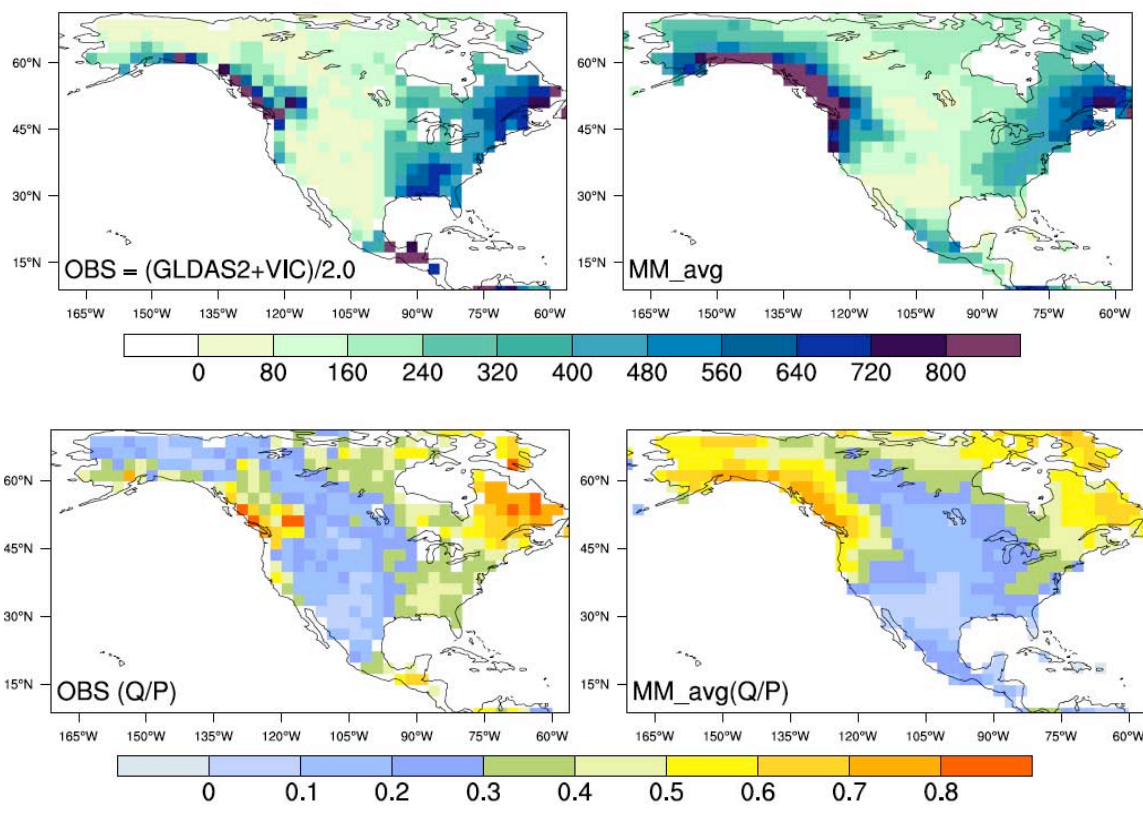 60°N
45°N
30°N
15°N
OBS = (GLDAS2+VIC)/2.0
165°W 150°W 135°W 120°W 105°W 90°W 75°W 60°W
60°N
45°N
30°N
15°N
MM_avg
165°W 150°W 135°W 120°W 105°W 90°W 75°W 60°W
0 80 160 240 320 400 480 560 640 720 800
60°N
45°N
30°N
15°N
OBS (Q/P)
165°W 150°W 135°W 120°W 105°W 90°W 75°W 60°W
60°N
45°N
30°N
15°N
MM_avg(Q/P)
165°W 150°W 135°W 120°W 105°W 90°W 75°W 60°W
0 0.1 0.2 0.3 0.4 0.5 0.6 0.7 0.8